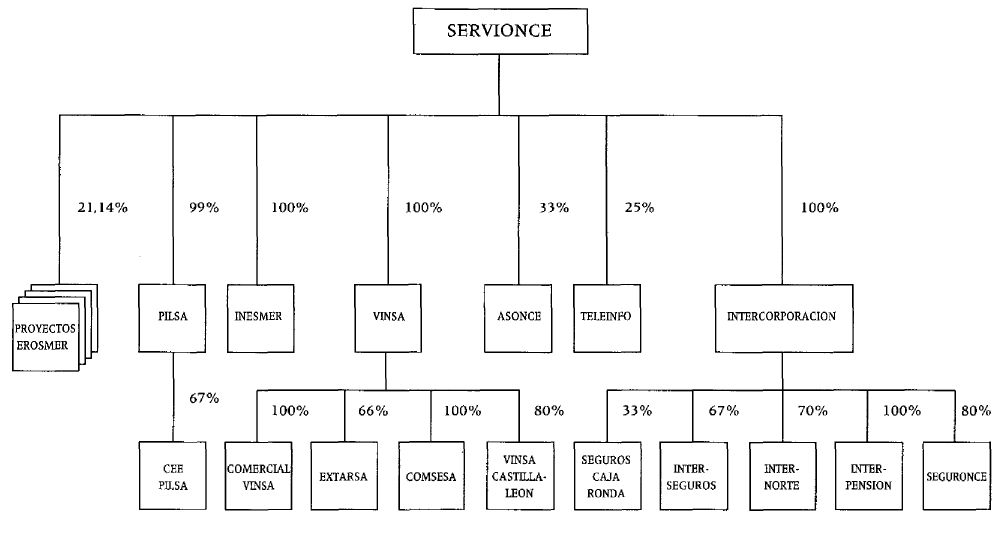 SERVIONCE
21,14%
99%
100%
100%
33%
25%
100%
PROYECTOS
EROSMER
PILSA
INESMER
VINSA
ASONCE
TELEINFO
INTERCORPORACION
67%
100%
66%
100%
80%
33%
67%
70%
100%
80%
CEE
PILSA
COMERCIAL
VINSA
EXTARSA
COMSESA
VINSA
CASTILLA-
LEON
SEGUROS
CAJA
RONDA
INTER-
SEGUROS
INTER-
NORTE
INTER-
PENSION
SEGURONCE